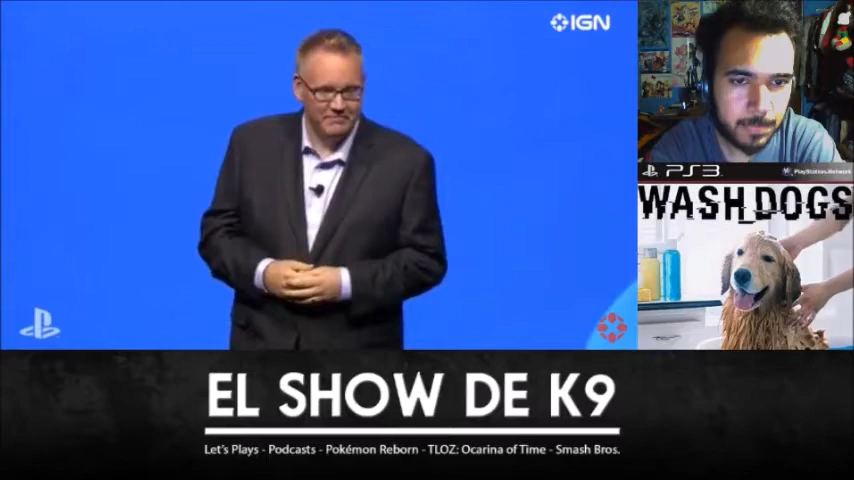 IGN
PS3
PlayStation Network
WASH_DOGS
EL SHOW DE K9
Let's Plays - Podcasts - Pokémon Reborn - TLOZ: Ocarina of Time - Smash Bros.